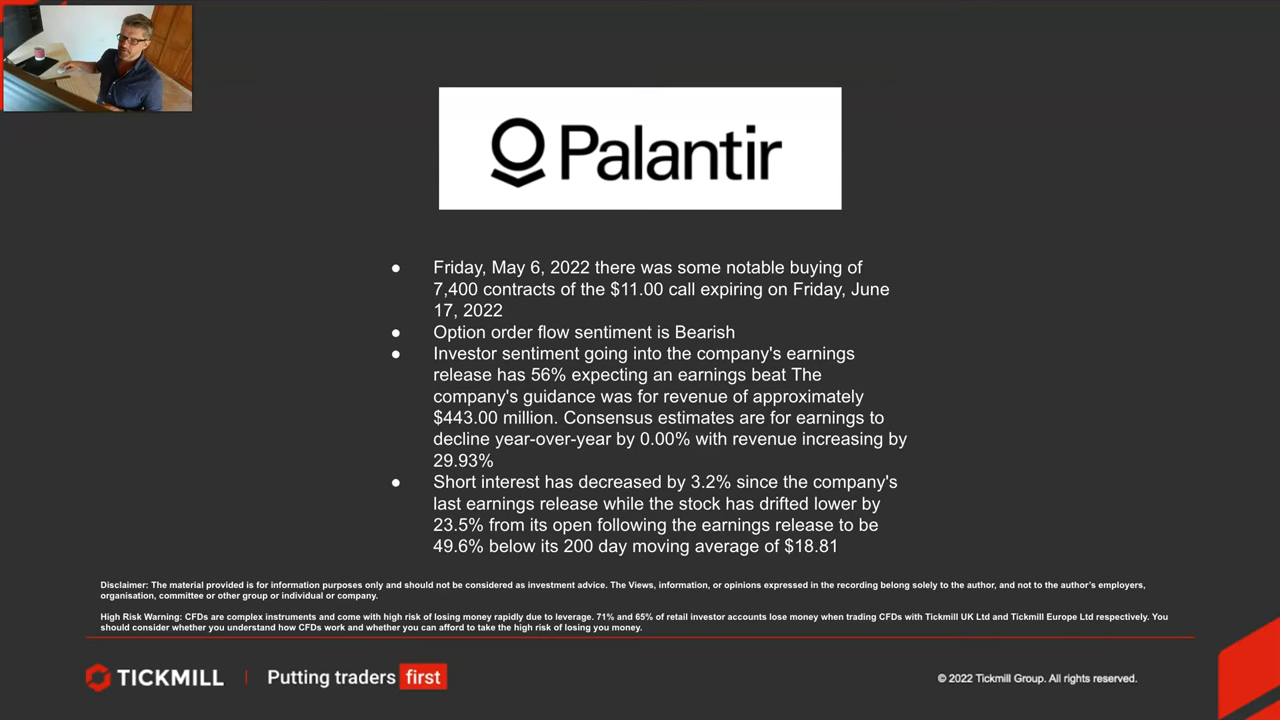 Palantir
● Friday, May 6, 2022 there was some notable buying of
7,400 contracts of the $11.00 call expiring on Friday, June
17, 2022
● Option order flow sentiment is Bearish
● Investor sentiment going into the company's earnings
release has 56% expecting an earnings beat The
company's guidance was for revenue of approximately
$443.00 million. Consensus estimates are for earnings to
decline year-over-year by 0.00% with revenue increasing by
29.93%
● Short interest has decreased by 3.2% since the company's
last earnings release while the stock has drifted lower by
23.5% from its open following the earnings release to be
49.6% below its 200 day moving average of $18.81
Disclaimer: The material provided is for information purposes only and should not be considered as investment advice. The Views, information, or opinions expressed in the recording belong solely to the author, and not to the author's employers,
organisation, committee or other group or individual or company.
High Risk Warning: CFDs are complex instruments and come with high risk of losing money rapidly due to leverage. 71% and 65% of retail investor accounts lose money when trading CFDs with Tickmill UK Ltd and Tickmill Europe Ltd respectively. You
should consider whether you understand how CFDs work and whether you can afford to take the high risk of losing you money.
TICKMILL | Putting traders first
© 2022 Tickmill Group. All rights reserved.